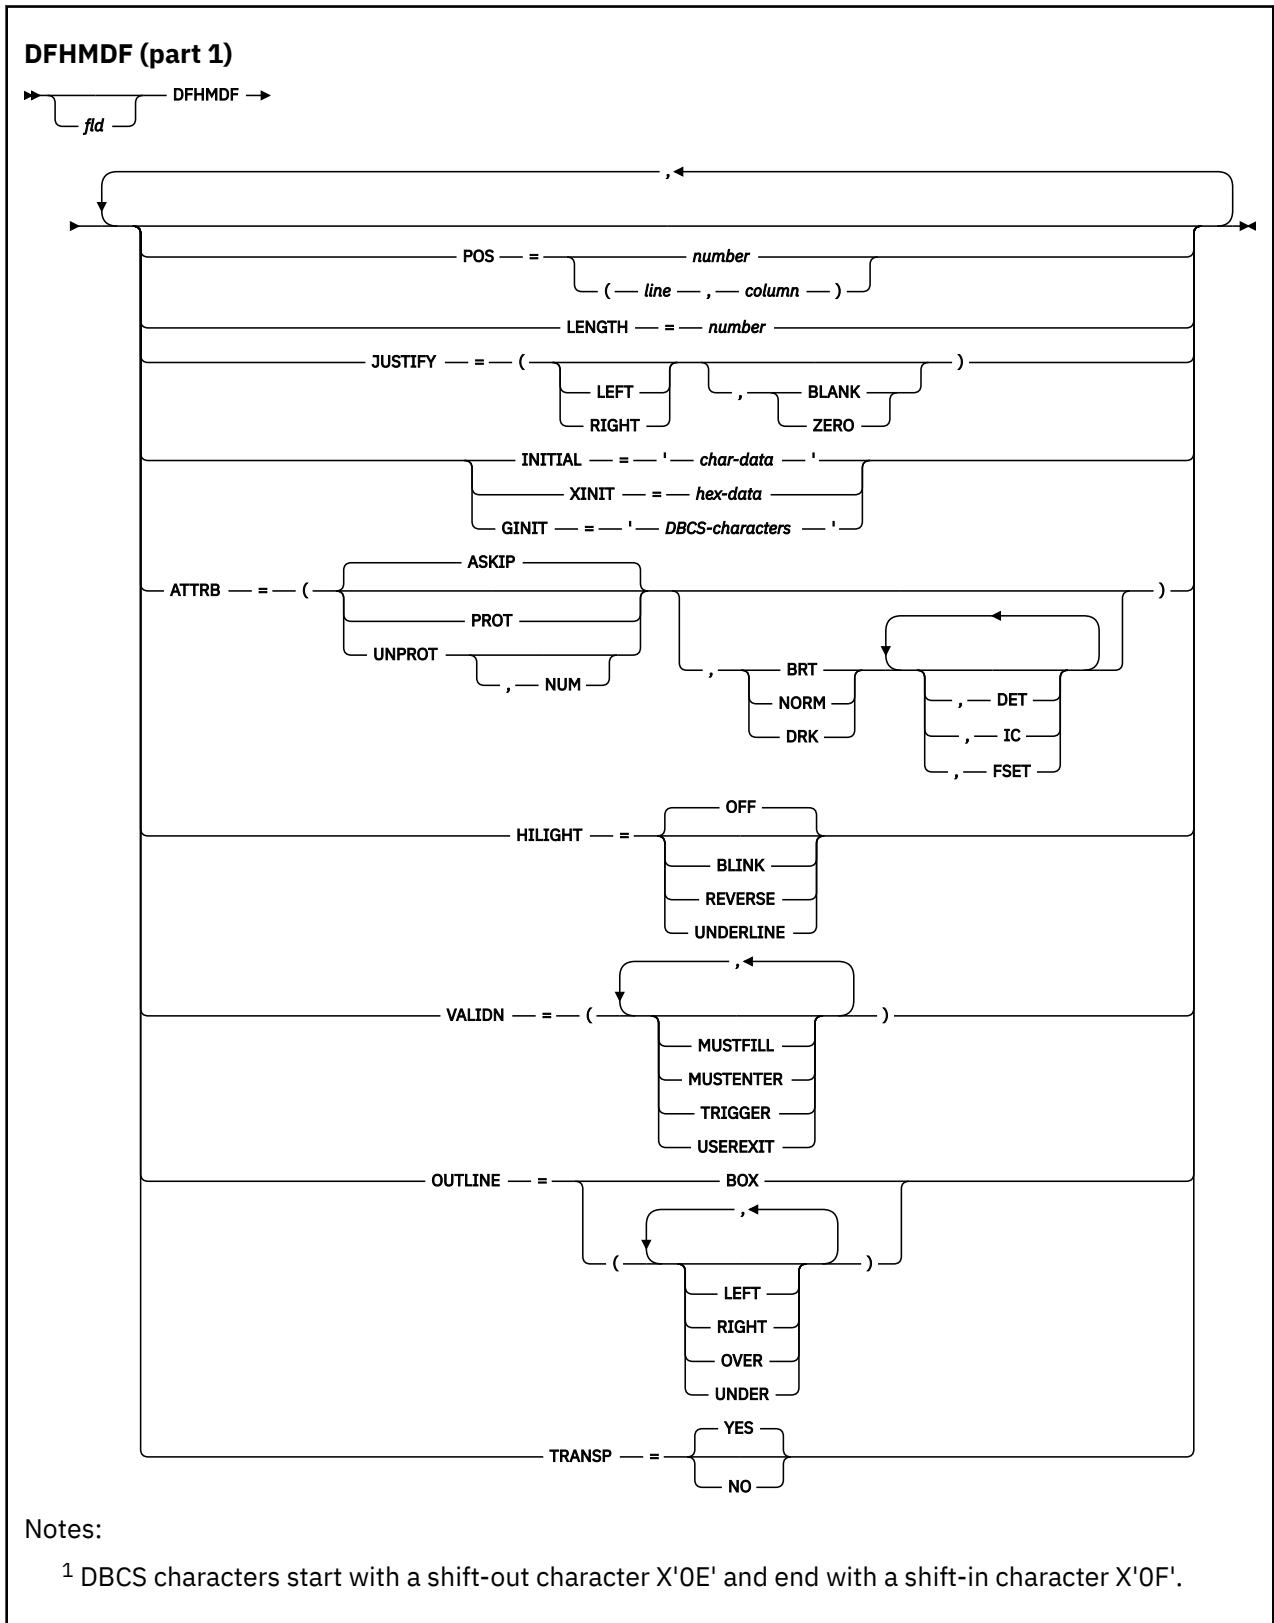 DFHMDF (part 1)
DFHMDF
fld
,
POS = number
( line , column )
LENGTH = number
JUSTIFY = ( )
LEFT , BLANK
RIGHT ZERO
INITIAL = ' char-data '
XINIT = hex-data
GINIT = ' DBCS-characters '
ASKIP
ATTRB = ( )
PROT
UNPROT
, NUM
, BRT
NORM , DET
DRK , IC
, FSET
OFF
HILIGHT =
BLINK
REVERSE
UNDERLINE
,
VALIDN = ( )
MUSTFILL
MUSTENTER
TRIGGER
USEREXIT
OUTLINE = BOX
,
( )
LEFT
RIGHT
OVER
UNDER
YES
TRANSP =
NO
Notes:
1 DBCS characters start with a shift-out character X'0E' and end with a shift-in character X'0F'.